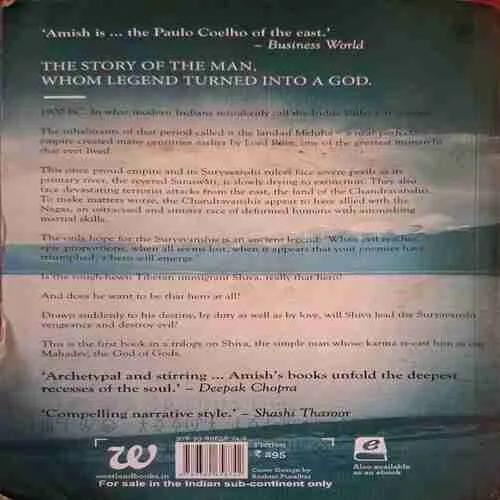 ‘Amish is ... the Paulo Coelho of the east.’
– Business World
THE STORY OF THE MAN,
WHOM LEGEND TURNED INTO A GOD.
1900 BC. In what modern Indians mistakenly call the Indus Valley
The inhabitants of that period called it the land of Meluha – a near perfect
empire created many centuries earlier by Lord Ram, one of the greatest monarchs
that ever lived.
This once proud empire and its Suryavanshi rulers face severe perils as its
primary river, the revered Saraswati, is slowly drying to extinction. They also
face devastating terrorist attacks from the east, the land of the Chandravanshis.
To make matters worse, the Chandravanshis appear to have allied with the
Nagas, an ostracised and sinister race of deformed humans with astonishing
martial skills.
The only hope for the Suryavanshis is an ancient legend: ‘When evil reaches
epic proportions, when all seems lost, when it appears that your enemies have
triumphed, a hero will emerge.’
Is the rough-hewn Tibetan immigrant Shiva, really that hero?
And does he want to be that hero at all?
Drawn suddenly to his destiny, by duty as well as by love, will Shiva lead the Suryavanshi
vengeance and destroy evil?
This is the first book in a trilogy on Shiva, the simple man whose karma re-cast him as our
Mahadev, the God of Gods.
‘Archetypal and stirring ... Amish’s books unfold the deepest
recesses of the soul.’ – Deepak Chopra
‘Compelling narrative style.’ – Shashi Tharoor
w
westlandbooks.in
Fiction
₹ 295
Cover Design by
Rashmi Pusalkar
e
Also available
as an ebook
For sale in the Indian sub-continent only